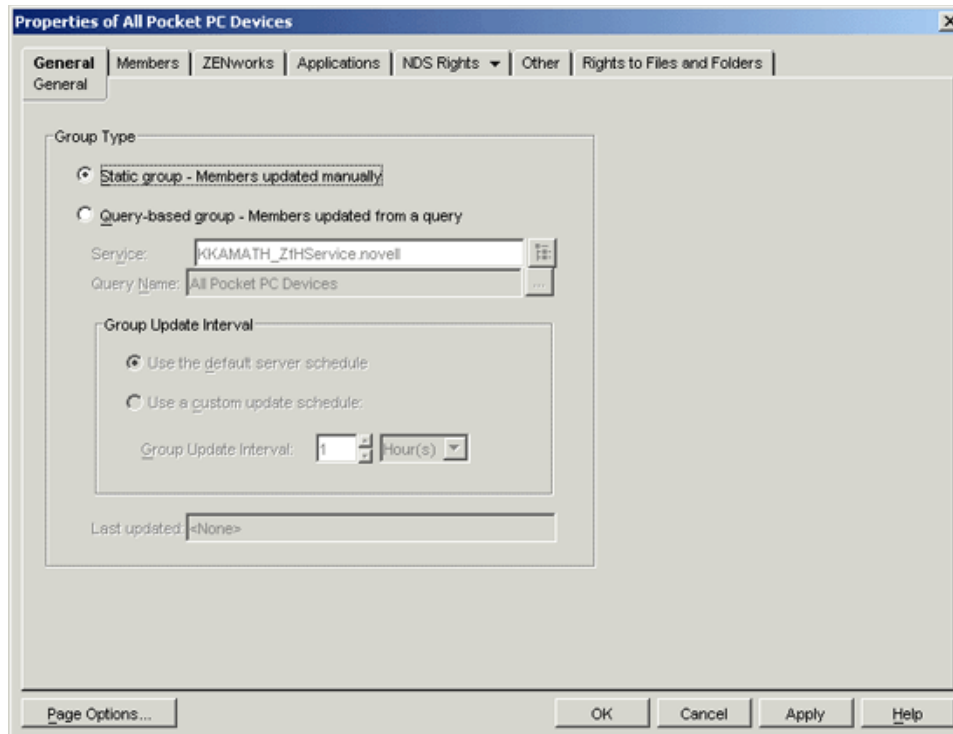 Properties of All Pocket PC Devices
General Members ZENworks Applications NDS Rights Other Rights to Files and Folders
General
Group Type
Static group - Members updated manually
Query-based group - Members updated from a query
Service: KKAMATH_ZfHService.novell
Query Name: All Pocket PC Devices ...
Group Update Interval
Use the default server schedule
Use a custom update schedule:
Group Update Interval: 1 Hour(s)
Last updated: <None>
Page Options... OK Cancel Apply Help